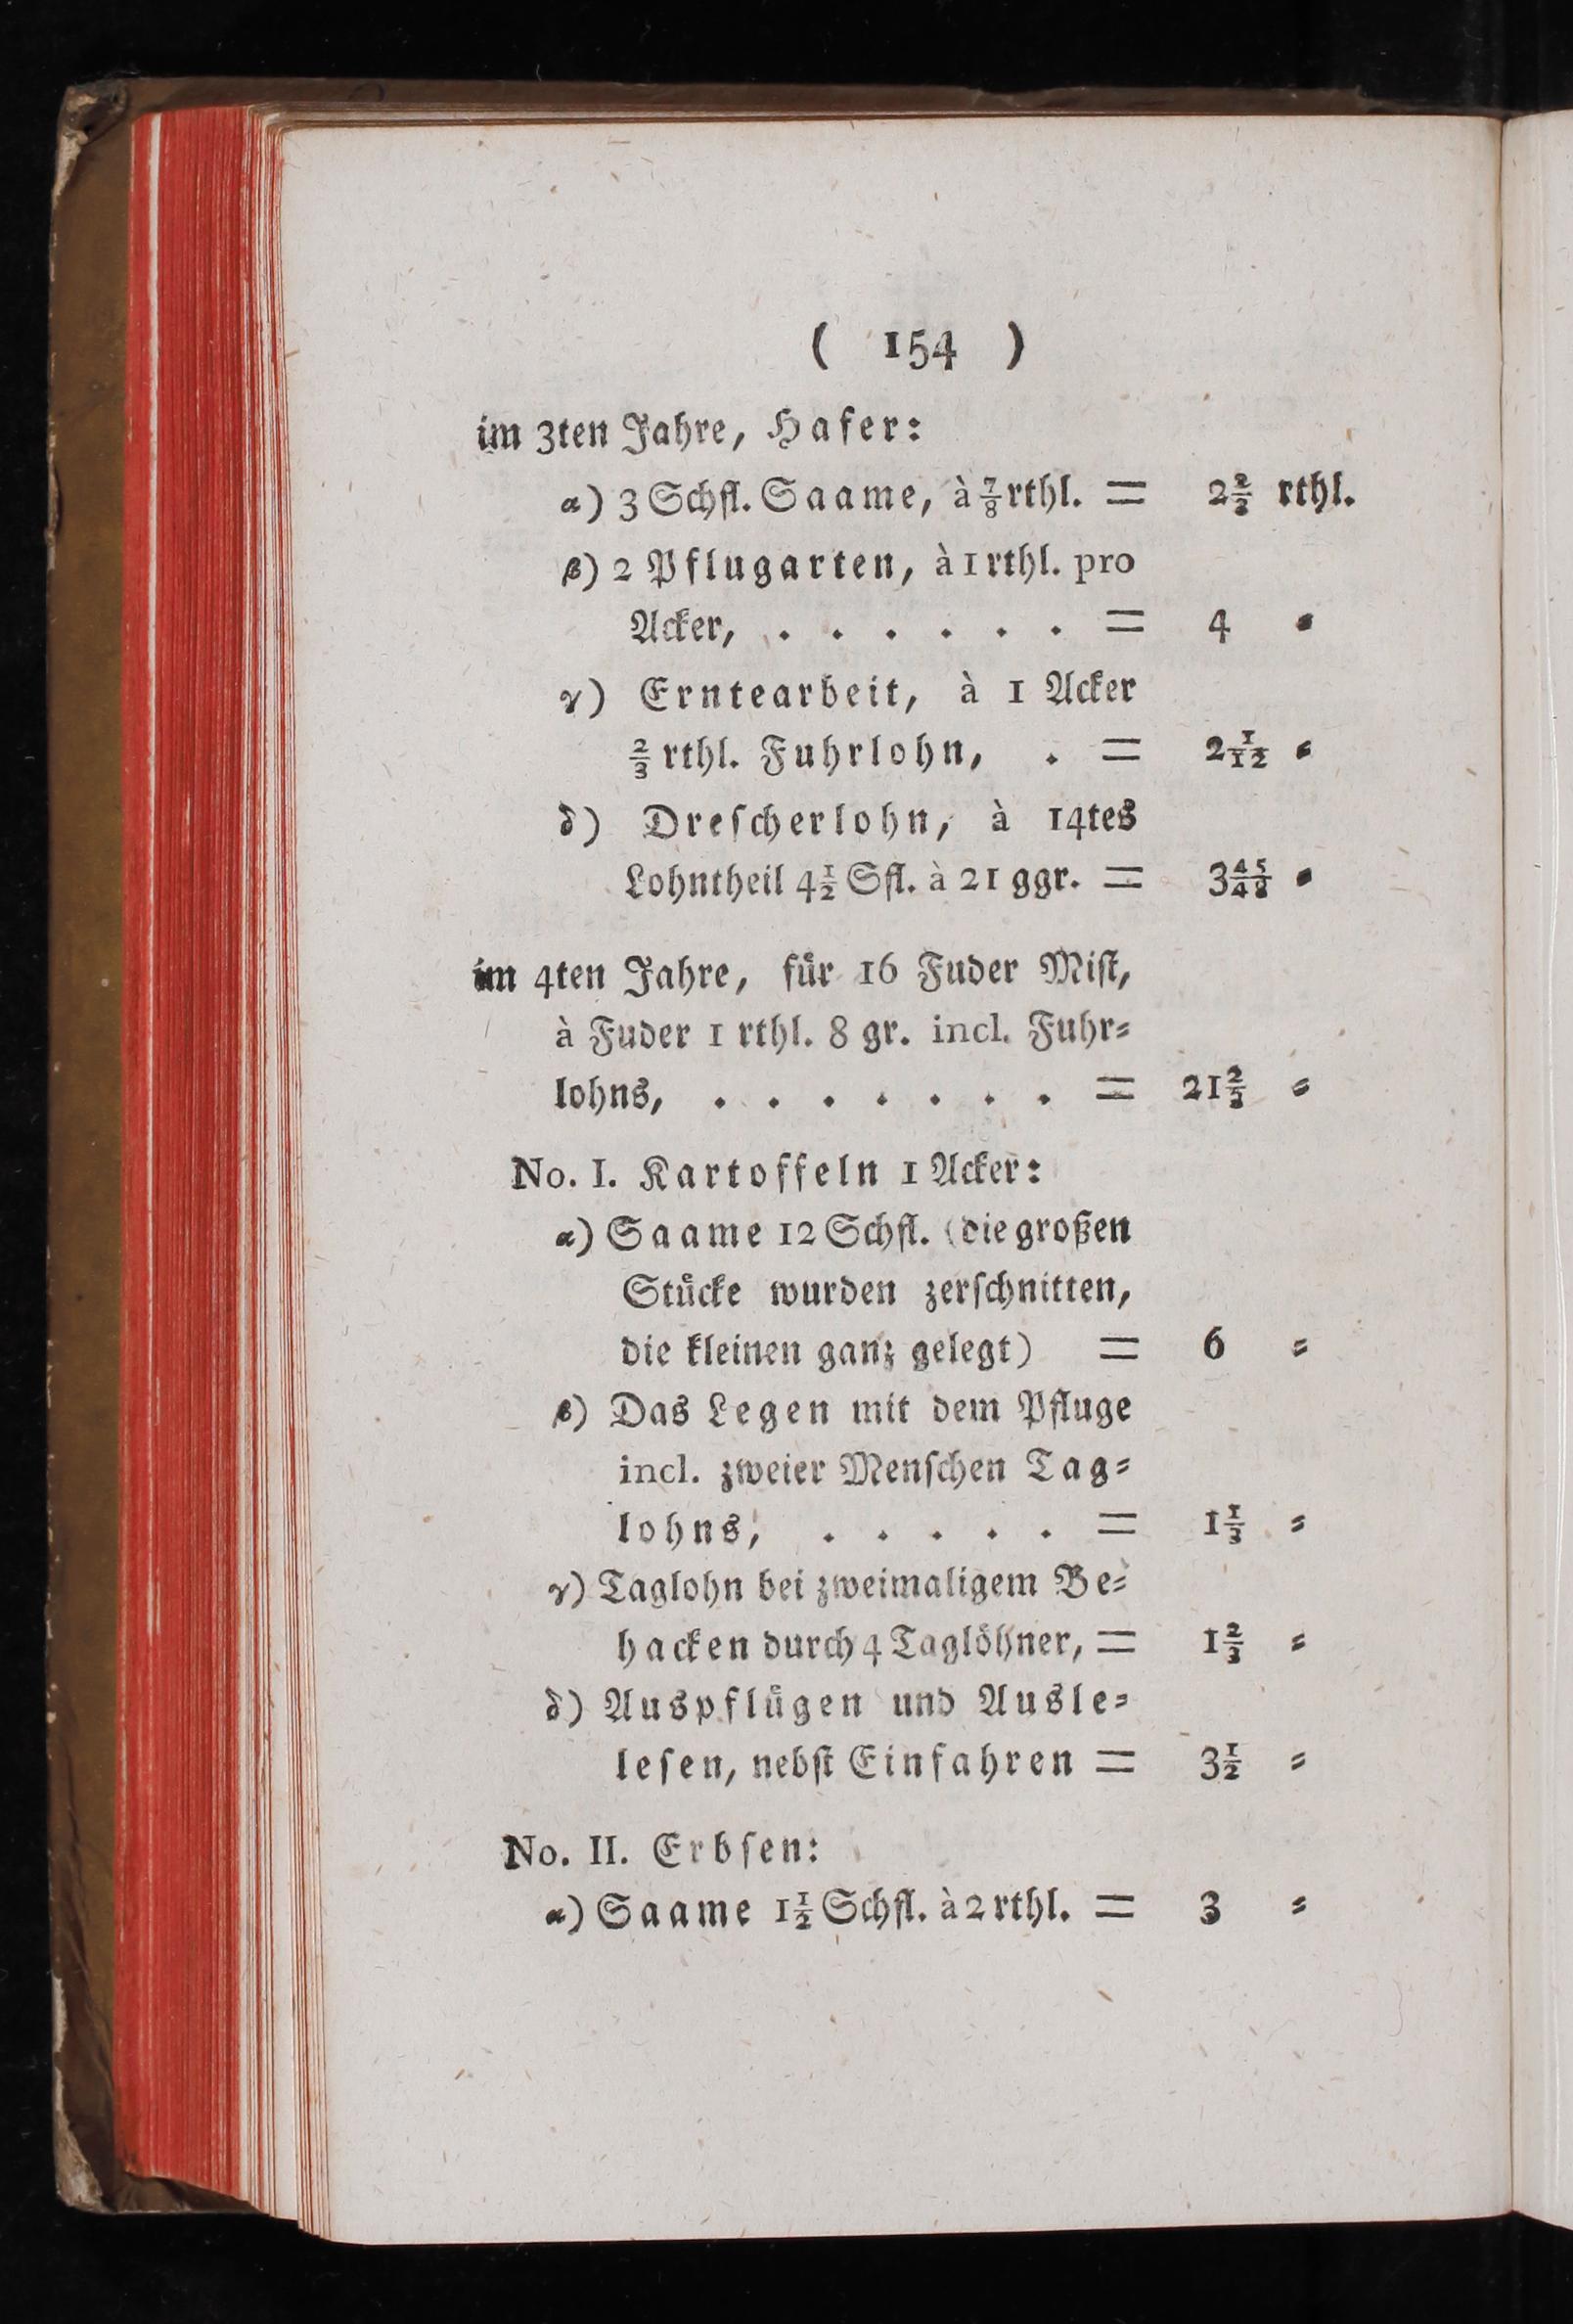 ( 154 )
im 3ten Jahre, Hafer:
α) 3 Schfl. Saame, à ⅞ rthl. = 2⅔ rthl.
β) 2 Pflugarten, à 1 rthl. pro
Acker, . . . . . . = 4 ⸗
γ) Erntearbeit, à 1 Acker
⅔ rthl. Fuhrlohn, . = 2 1/12 ⸗
δ) Dreſcherlohn, à 14tes
Lohntheil 4½ Sfl. à 21 ggr. = 3 45/48 ⸗
im 4ten Jahre, für 16 Fuder Miſt,
à Fuder 1 rthl. 8 gr. incl. Fuhr⸗
lohns, . . . . . . . = 21⅔ ⸗
No. I. Kartoffeln 1 Acker:
α) Saame 12 Schfl. (die großen
Stücke wurden zerſchnitten,
die kleinen ganz gelegt) = 6 ⸗
β) Das Legen mit dem Pfluge
incl. zweier Menſchen Tag⸗
lohns, . . . . . = 1⅓ ⸗
γ) Taglohn bei zweimaligem Be⸗
hacken durch 4 Taglöhner, = 1⅔ ⸗
δ) Auspflügen und Ausle⸗
leſen, nebſt Einfahren = 3½ ⸗
No. II. Erbſen:
α) Saame 1½ Schfl. à 2 rthl. = 3 ⸗